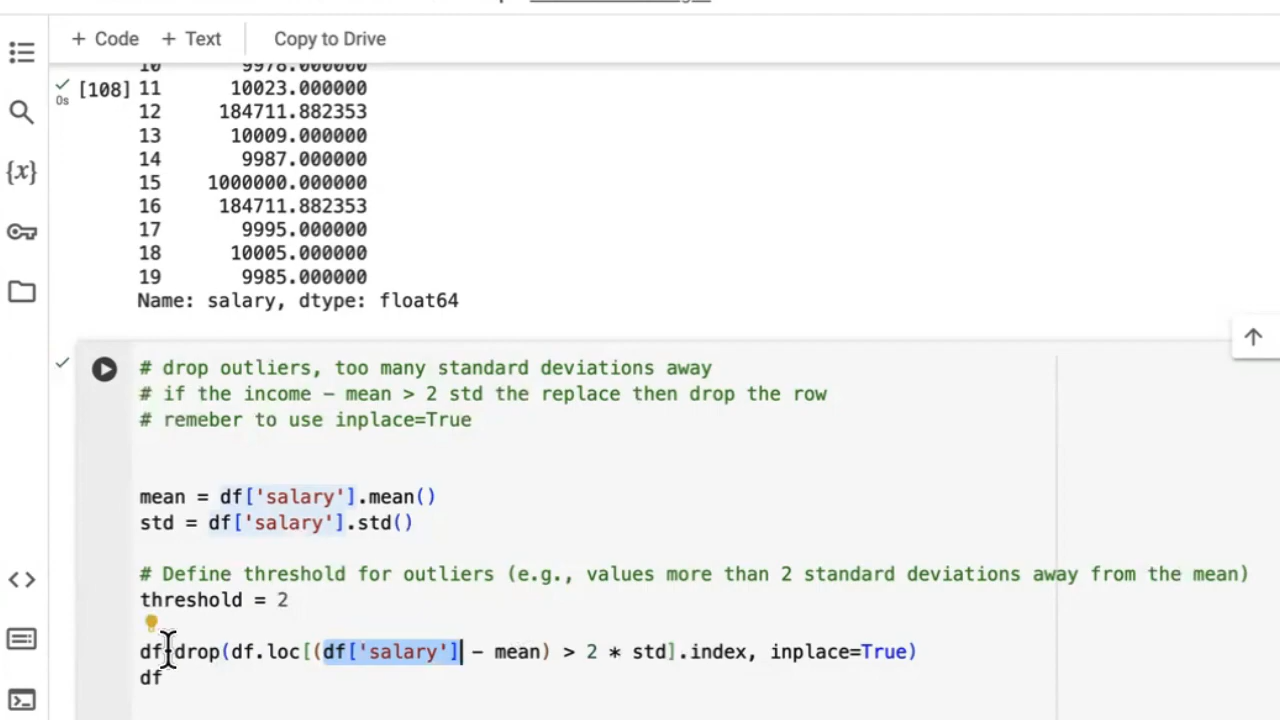 + Code + Text Copy to Drive
10 9978.000000
[108] 11 10023.000000
0s
12 184711.882353
13 10009.000000
14 9987.000000
15 1000000.000000
16 184711.882353
17 9995.000000
18 10005.000000
19 9985.000000
Name: salary, dtype: float64
# drop outliers, too many standard deviations away
# if the income - mean > 2 std the replace then drop the row
# remeber to use inplace=True
mean = df['salary'].mean()
std = df['salary'].std()
# Define threshold for outliers (e.g., values more than 2 standard deviations away from the mean)
threshold = 2
df.drop(df.loc[(df['salary'] - mean) > 2 * std].index, inplace=True)
df